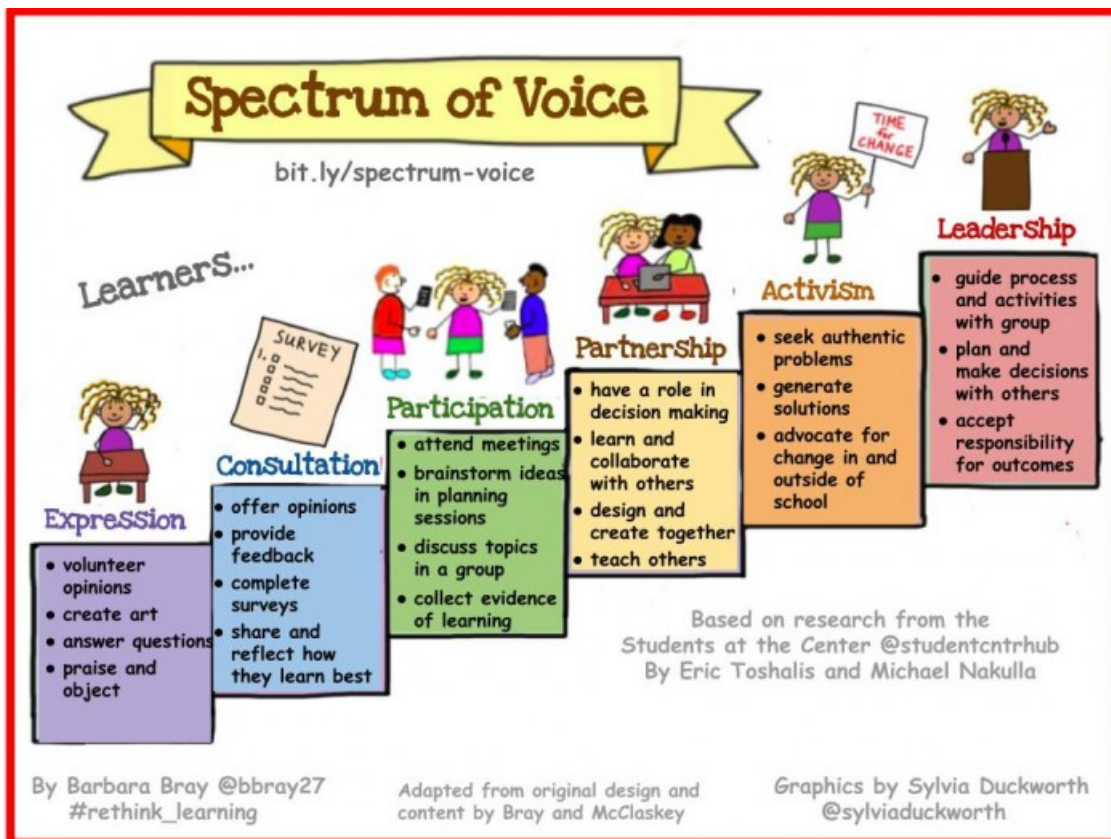 Spectrum of Voice
bit.ly/spectrum-voice
Learners...
Expression
• volunteer
opinions
• create art
• answer questions
• praise and
object
SURVEY
1.
Consultation
• offer opinions
• provide
feedback
• complete
surveys
• share and
reflect how
they learn best
Participation
• attend meetings
• brainstorm ideas
in planning
sessions
• discuss topics
in a group
• collect evidence
of learning
Partnership
• have a role in
decision making
• learn and
collaborate
with others
• design and
create together
• teach others
TIME
for
CHANGE
Activism
• seek authentic
problems
• generate
solutions
• advocate for
change in and
outside of
school
Leadership
• guide process
and activities
with group
• plan and
make decisions
with others
• accept
responsibility
for outcomes
Based on research from the
Students at the Center @studentcntrhub
By Eric Toshalis and Michael Nakulla
By Barbara Bray @bbray27
#rethink_learning
Adapted from original design and
content by Bray and McClaskey
Graphics by Sylvia Duckworth
@sylviaduckworth